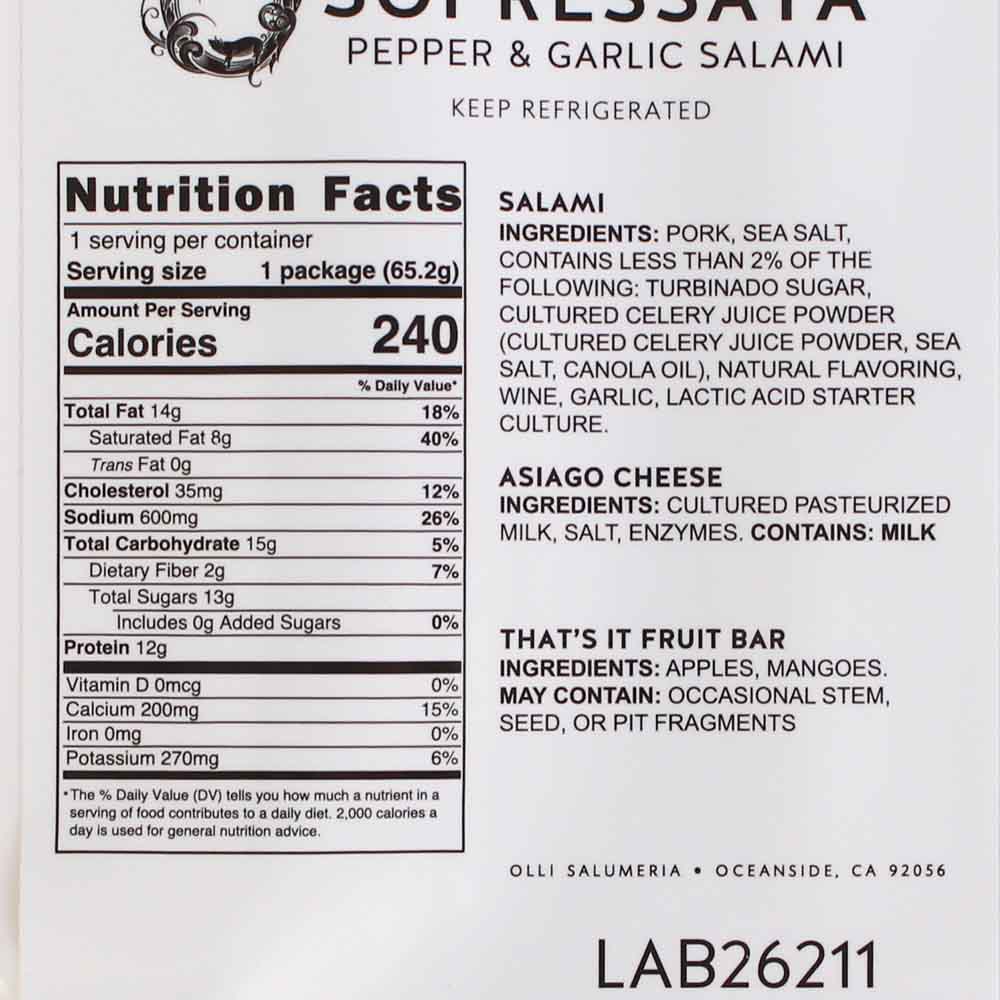 SOPRESSATA
PEPPER & GARLIC SALAMI
KEEP REFRIGERATED
Nutrition Facts
1 serving per container
Serving size 1 package (65.2g)
Amount Per Serving
Calories 240
% Daily Value*
Total Fat 14g 18%
Saturated Fat 8g 40%
Trans Fat 0g
Cholesterol 35mg 12%
Sodium 600mg 26%
Total Carbohydrate 15g 5%
Dietary Fiber 2g 7%
Total Sugars 13g
Includes 0g Added Sugars 0%
Protein 12g
Vitamin D 0mcg 0%
Calcium 200mg 15%
Iron 0mg 0%
Potassium 270mg 6%
*The % Daily Value (DV) tells you how much a nutrient in a
serving of food contributes to a daily diet. 2,000 calories a
day is used for general nutrition advice.
SALAMI
INGREDIENTS: PORK, SEA SALT,
CONTAINS LESS THAN 2% OF THE
FOLLOWING: TURBINADO SUGAR,
CULTURED CELERY JUICE POWDER
(CULTURED CELERY JUICE POWDER, SEA
SALT, CANOLA OIL), NATURAL FLAVORING,
WINE, GARLIC, LACTIC ACID STARTER
CULTURE.
ASIAGO CHEESE
INGREDIENTS: CULTURED PASTEURIZED
MILK, SALT, ENZYMES. CONTAINS: MILK
THAT'S IT FRUIT BAR
INGREDIENTS: APPLES, MANGOES.
MAY CONTAIN: OCCASIONAL STEM,
SEED, OR PIT FRAGMENTS
OLLI SALUMERIA • OCEANSIDE, CA 92056
LAB26211